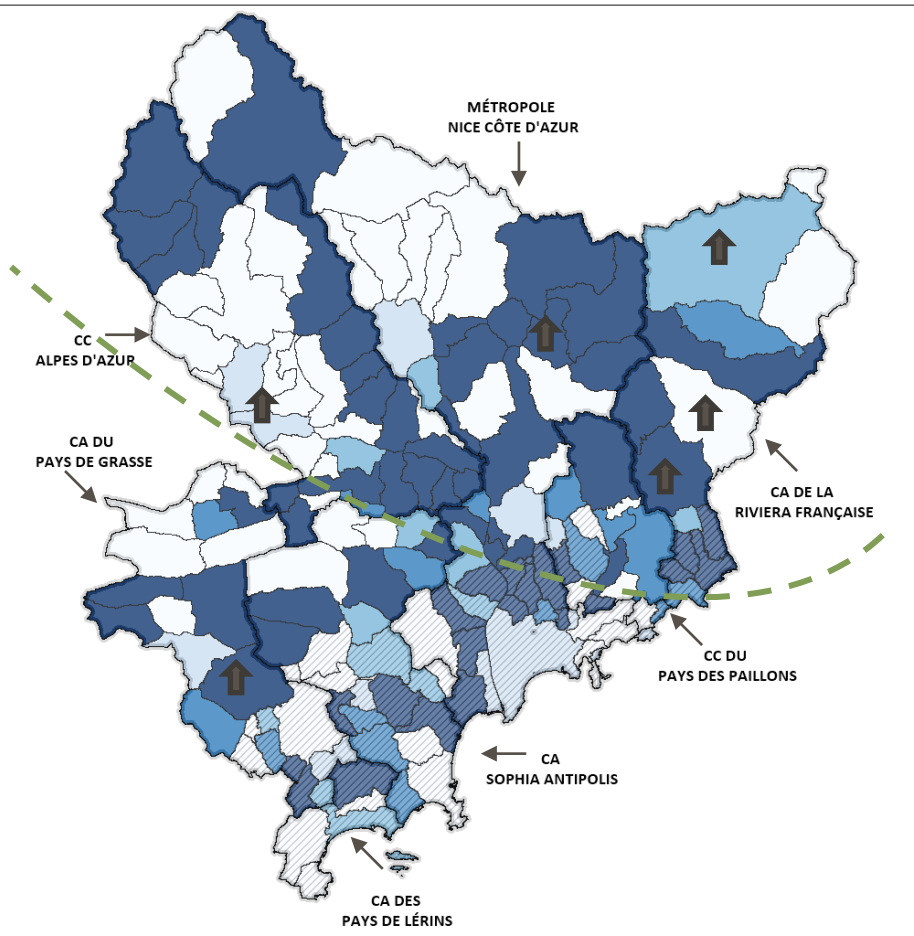 MÉTROPOLE
NICE CÔTE D'AZUR
CC
ALPES D'AZUR
CA DU
PAYS DE GRASSE
CA DE LA
RIVIERA FRANÇAISE
CC DU
PAYS DES PAILLONS
CA
SOPHIA ANTIPOLIS
CA DES
PAYS DE LÉRINS